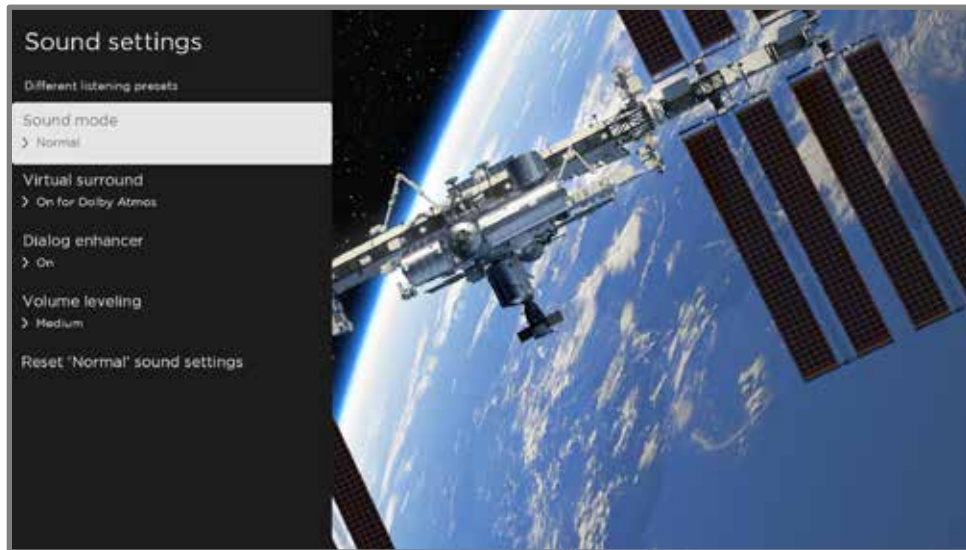 Sound settings
Different listening presets
Sound mode
> Normal
Virtual surround
> On for Dolby Atmos
Dialog enhancer
> On
Volume leveling
> Medium
Reset 'Normal' sound settings